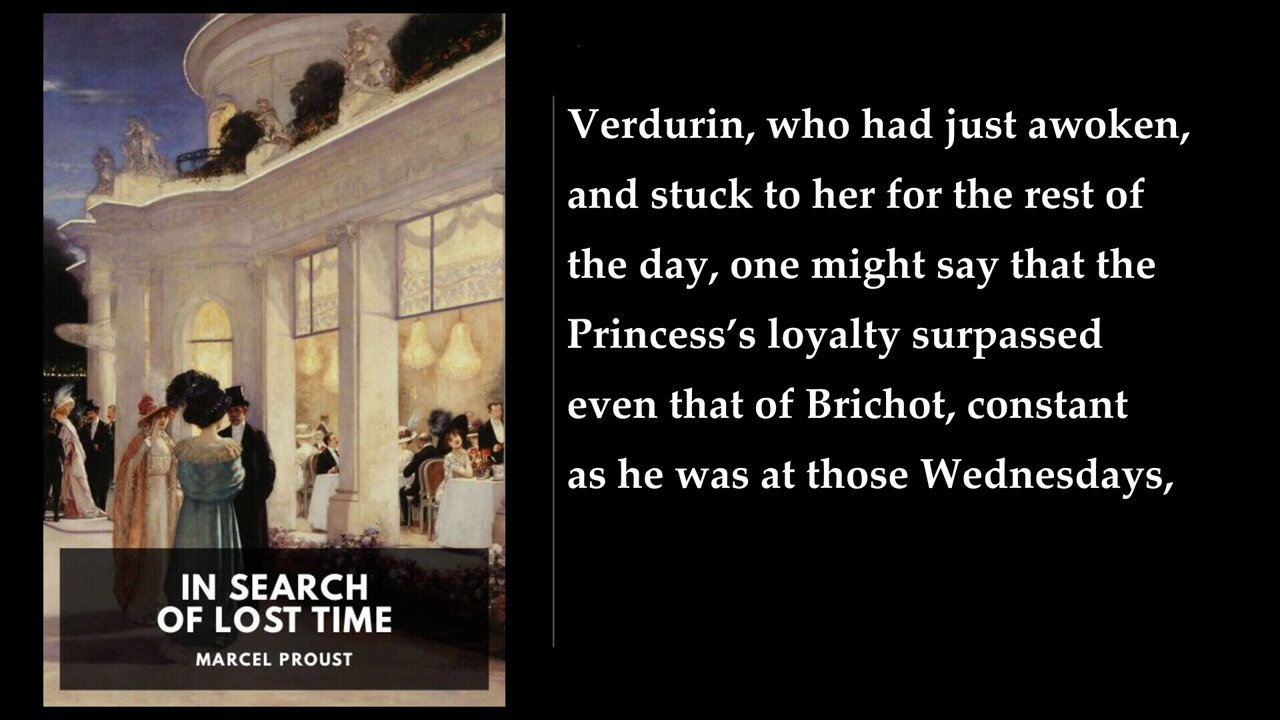 Verdurin, who had just awoken,
and stuck to her for the rest of
the day, one might say that the
Princess’s loyalty surpassed
even that of Brichot, constant
as he was at those Wednesdays,
IN SEARCH
OF LOST TIME
MARCEL PROUST